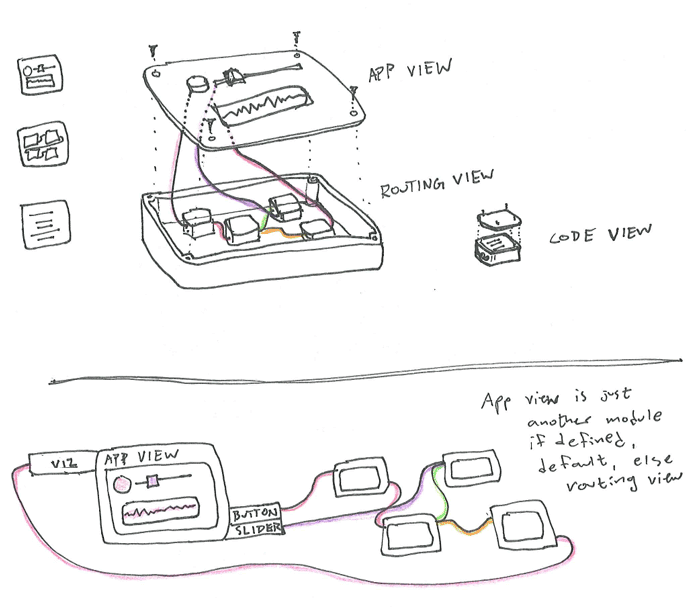 APP VIEW
ROUTING VIEW
CODE VIEW
App view is just
another module
if defined,
default, else
routing view
VIZ
APP VIEW
BUTTON
SLIDER